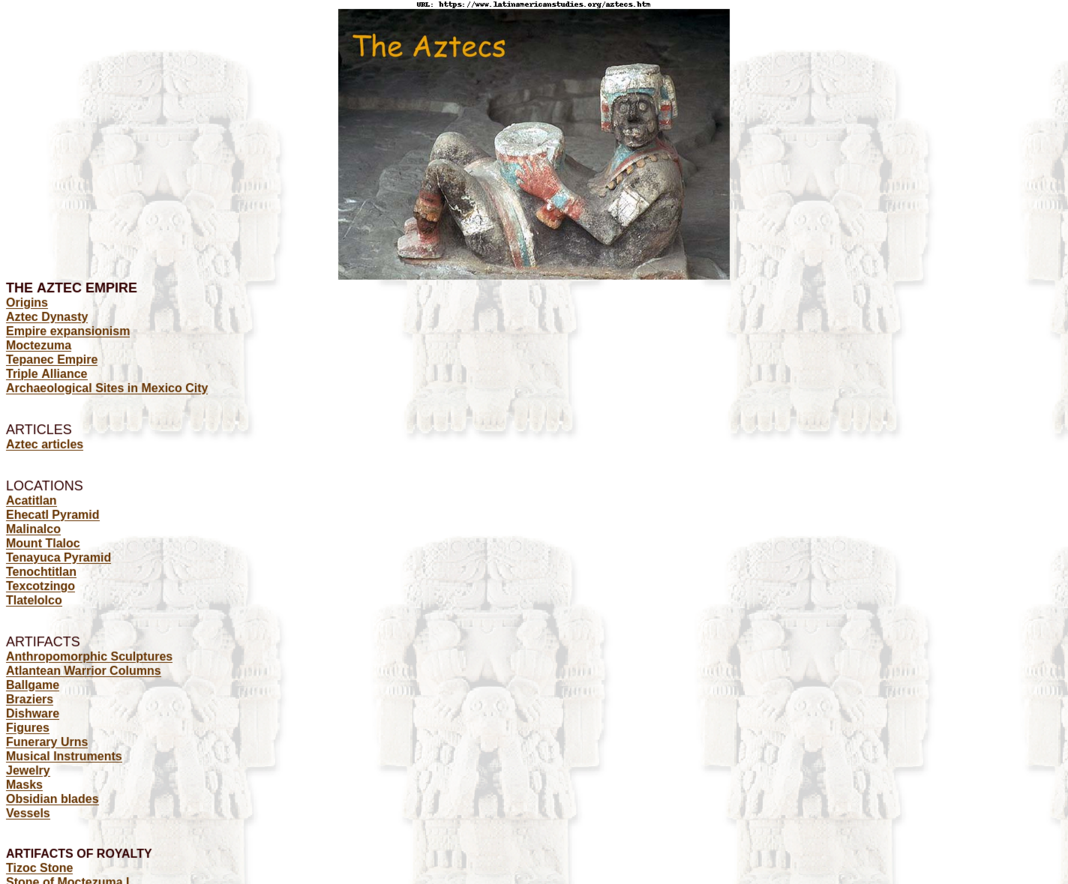 URL: https://www.latinamericanstudies.org/aztecs.htm
The Aztecs
THE AZTEC EMPIRE
Origins
Aztec Dynasty
Empire expansionism
Moctezuma
Tepanec Empire
Triple Alliance
Archaeological Sites in Mexico City
ARTICLES
Aztec articles
LOCATIONS
Acatitlan
Ehecatl Pyramid
Malinalco
Mount Tlaloc
Tenayuca Pyramid
Tenochtitlan
Texcotzingo
Tlatelolco
ARTIFACTS
Anthropomorphic Sculptures
Atlantean Warrior Columns
Ballgame
Braziers
Dishware
Figures
Funerary Urns
Musical Instruments
Jewelry
Masks
Obsidian blades
Vessels
ARTIFACTS OF ROYALTY
Tizoc Stone
Stone of Moctezuma I